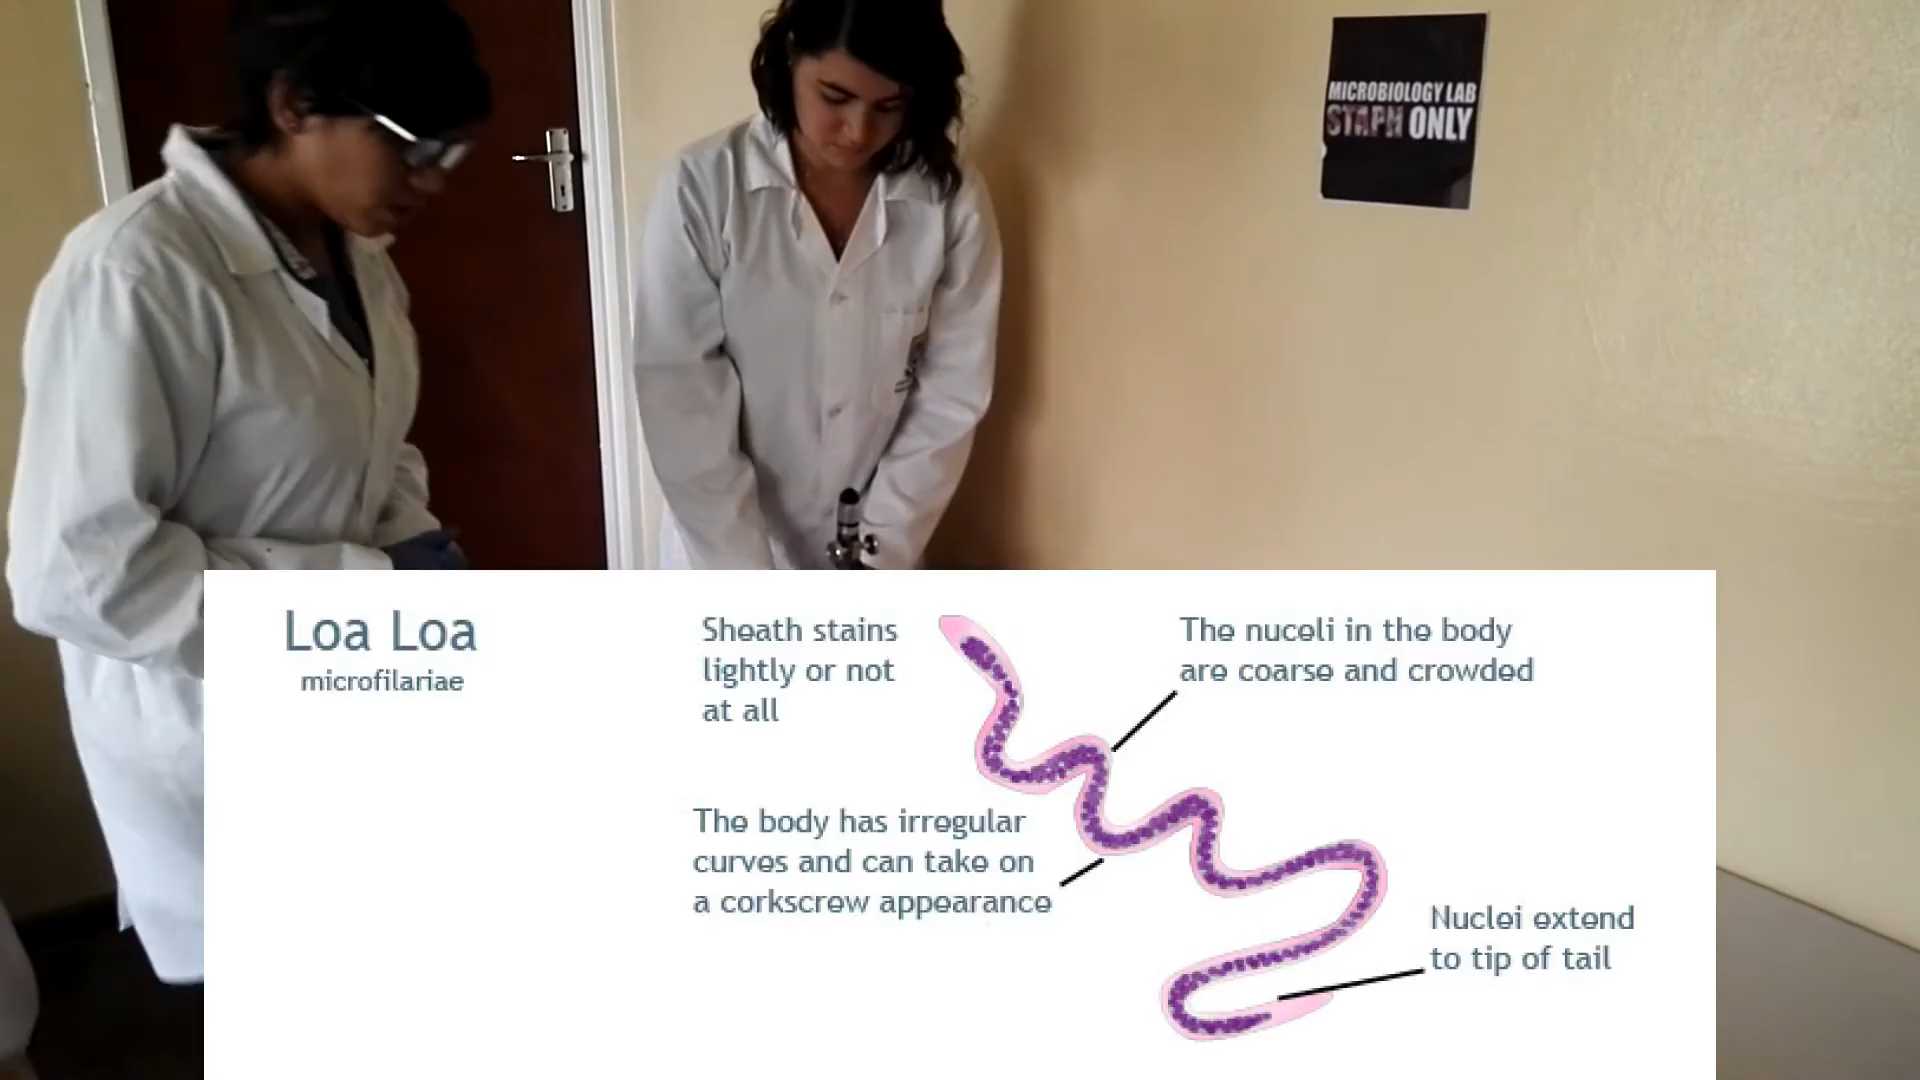 MICROBIOLOGY LAB
STAPH ONLY
Loa Loa
microfilariae
Sheath stains
lightly or not
at all
The nuceli in the body
are coarse and crowded
The body has irregular
curves and can take on
a corkscrew appearance
Nuclei extend
to tip of tail